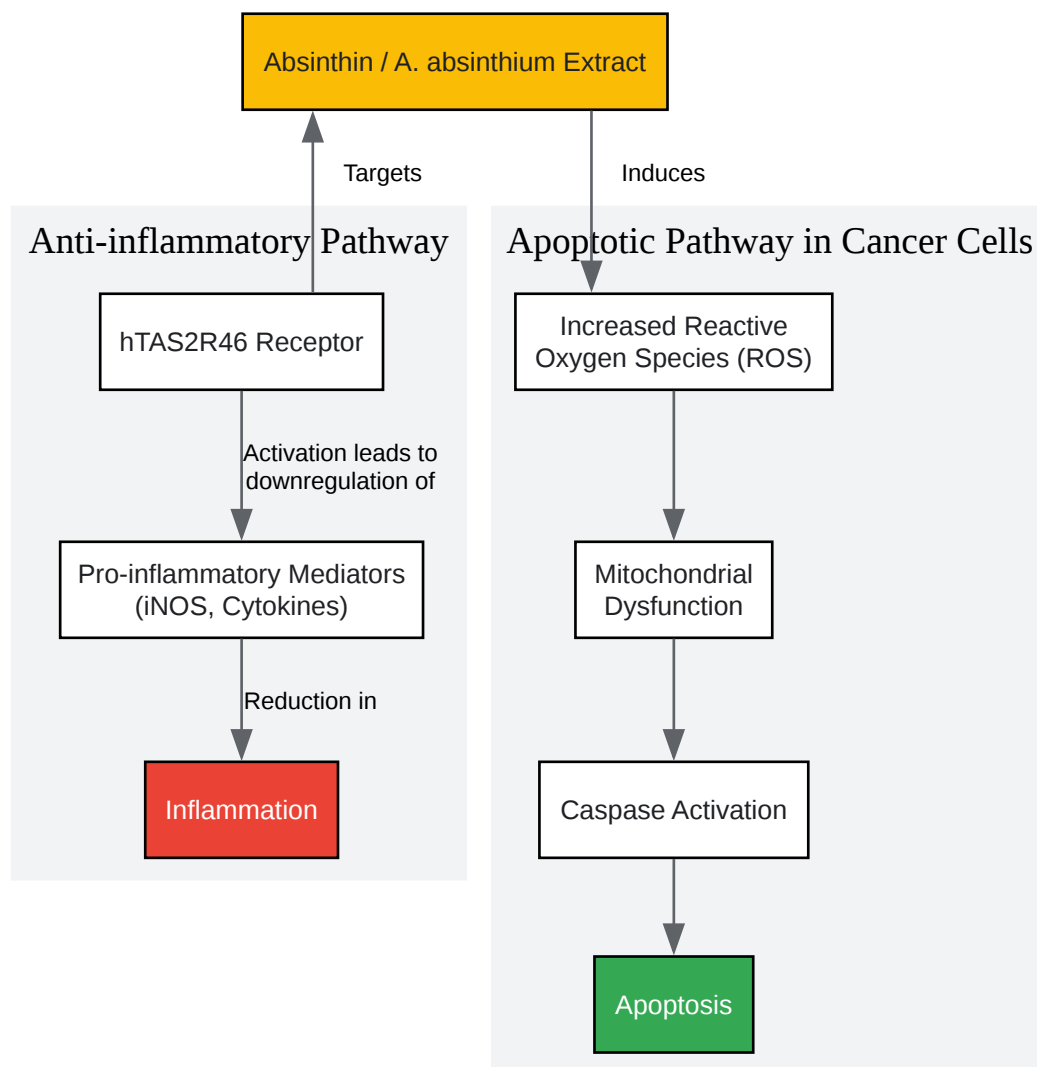 Absinthin / A. absinthium Extract
Targets
Induces
Anti-inflammatory Pathway
hTAS2R46 Receptor
Activation leads to
downregulation of
Pro-inflammatory Mediators
(iNOS, Cytokines)
Reduction in
Inflammation
Apoptotic Pathway in Cancer Cells
Increased Reactive
Oxygen Species (ROS)
Mitochondrial
Dysfunction
Caspase Activation
Apoptosis